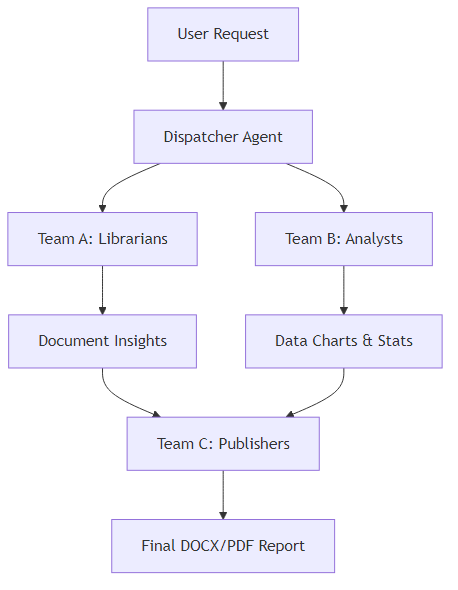 User Request
Dispatcher Agent
Team A: Librarians
Team B: Analysts
Document Insights
Data Charts & Stats
Team C: Publishers
Final DOCX/PDF Report